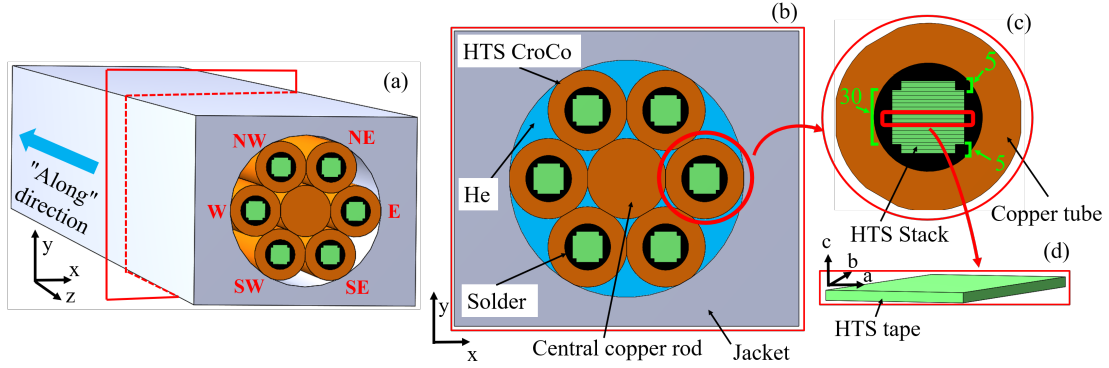 (a)
NW
NE
W
E
SW
SE
"Along"
direction
y
x
z
(b)
HTS CroCo
He
Solder
y
x
Central copper rod
Jacket
(c)
5
30
5
Copper tube
HTS Stack
(d)
c
b
a
HTS tape